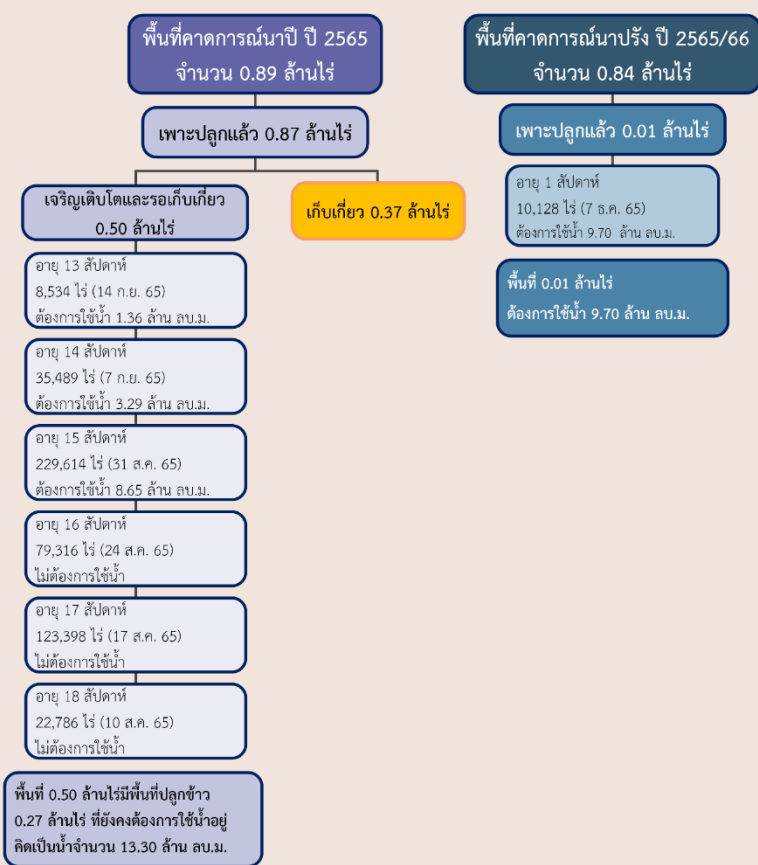 พื้นที่คาดการณ์นาปี ปี 2565
จำนวน 0.89 ล้านไร่
เพาะปลูกแล้ว 0.87 ล้านไร่
เจริญเติบโตและรอเก็บเกี่ยว
0.50 ล้านไร่
เก็บเกี่ยว 0.37 ล้านไร่
อายุ 13 สัปดาห์
8,534 ไร่ (14 ก.ย. 65)
ต้องการใช้น้ำ 1.36 ล้าน ลบ.ม.
อายุ 14 สัปดาห์
35,489 ไร่ (7 ก.ย. 65)
ต้องการใช้น้ำ 3.29 ล้าน ลบ.ม.
อายุ 15 สัปดาห์
229,614 ไร่ (31 ส.ค. 65)
ต้องการใช้น้ำ 8.65 ล้าน ลบ.ม.
อายุ 16 สัปดาห์
79,316 ไร่ (24 ส.ค. 65)
ไม่ต้องการใช้น้ำ
อายุ 17 สัปดาห์
123,398 ไร่ (17 ส.ค. 65)
ไม่ต้องการใช้น้ำ
อายุ 18 สัปดาห์
22,786 ไร่ (10 ส.ค. 65)
ไม่ต้องการใช้น้ำ
พื้นที่ 0.50 ล้านไร่มีพื้นที่ปลูกข้าว
0.27 ล้านไร่ ที่ยังคงต้องการใช้น้ำอยู่
คิดเป็นน้ำจำนวน 13.30 ล้าน ลบ.ม.
พื้นที่คาดการณ์นาปรัง ปี 2565/66
จำนวน 0.84 ล้านไร่
เพาะปลูกแล้ว 0.01 ล้านไร่
อายุ 1 สัปดาห์
10,128 ไร่ (7 ธ.ค. 65)
ต้องการใช้น้ำ 9.70 ล้าน ลบ.ม.
พื้นที่ 0.01 ล้านไร่
ต้องการใช้น้ำ 9.70 ล้าน ลบ.ม.